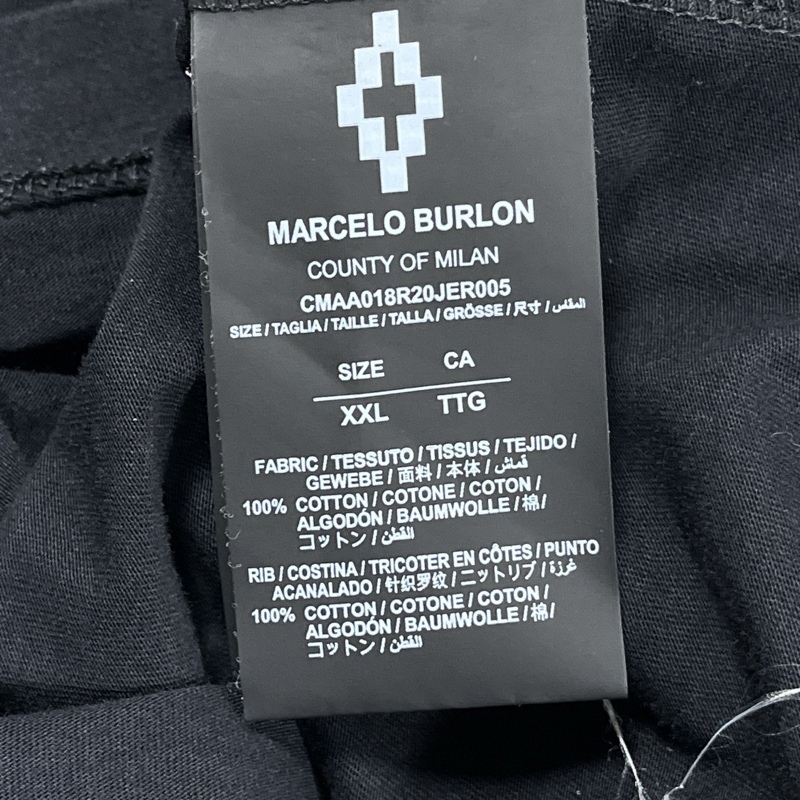 MARCELO BURLON
COUNTY OF MILAN
CMAA018R20JER005
SIZE / TAGLIA / TAILLE / TALLA / GRÖSSE / 尺寸 / المقاس
SIZE CA
XXL TTG
FABRIC / TESSUTO / TISSUS / TEJIDO /
GEWEBE / 面料 / 本体 / قماش
100% COTTON / COTONE / COTON /
ALGODÓN / BAUMWOLLE / 棉/
コットン / القطن
RIB / COSTINA / TRICOTER EN CÔTES / PUNTO
ACANALADO / 针织罗纹 / ニットリブ / غرزة
100% COTTON / COTONE / COTON /
ALGODÓN / BAUMWOLLE / 棉/
コットン / القطن